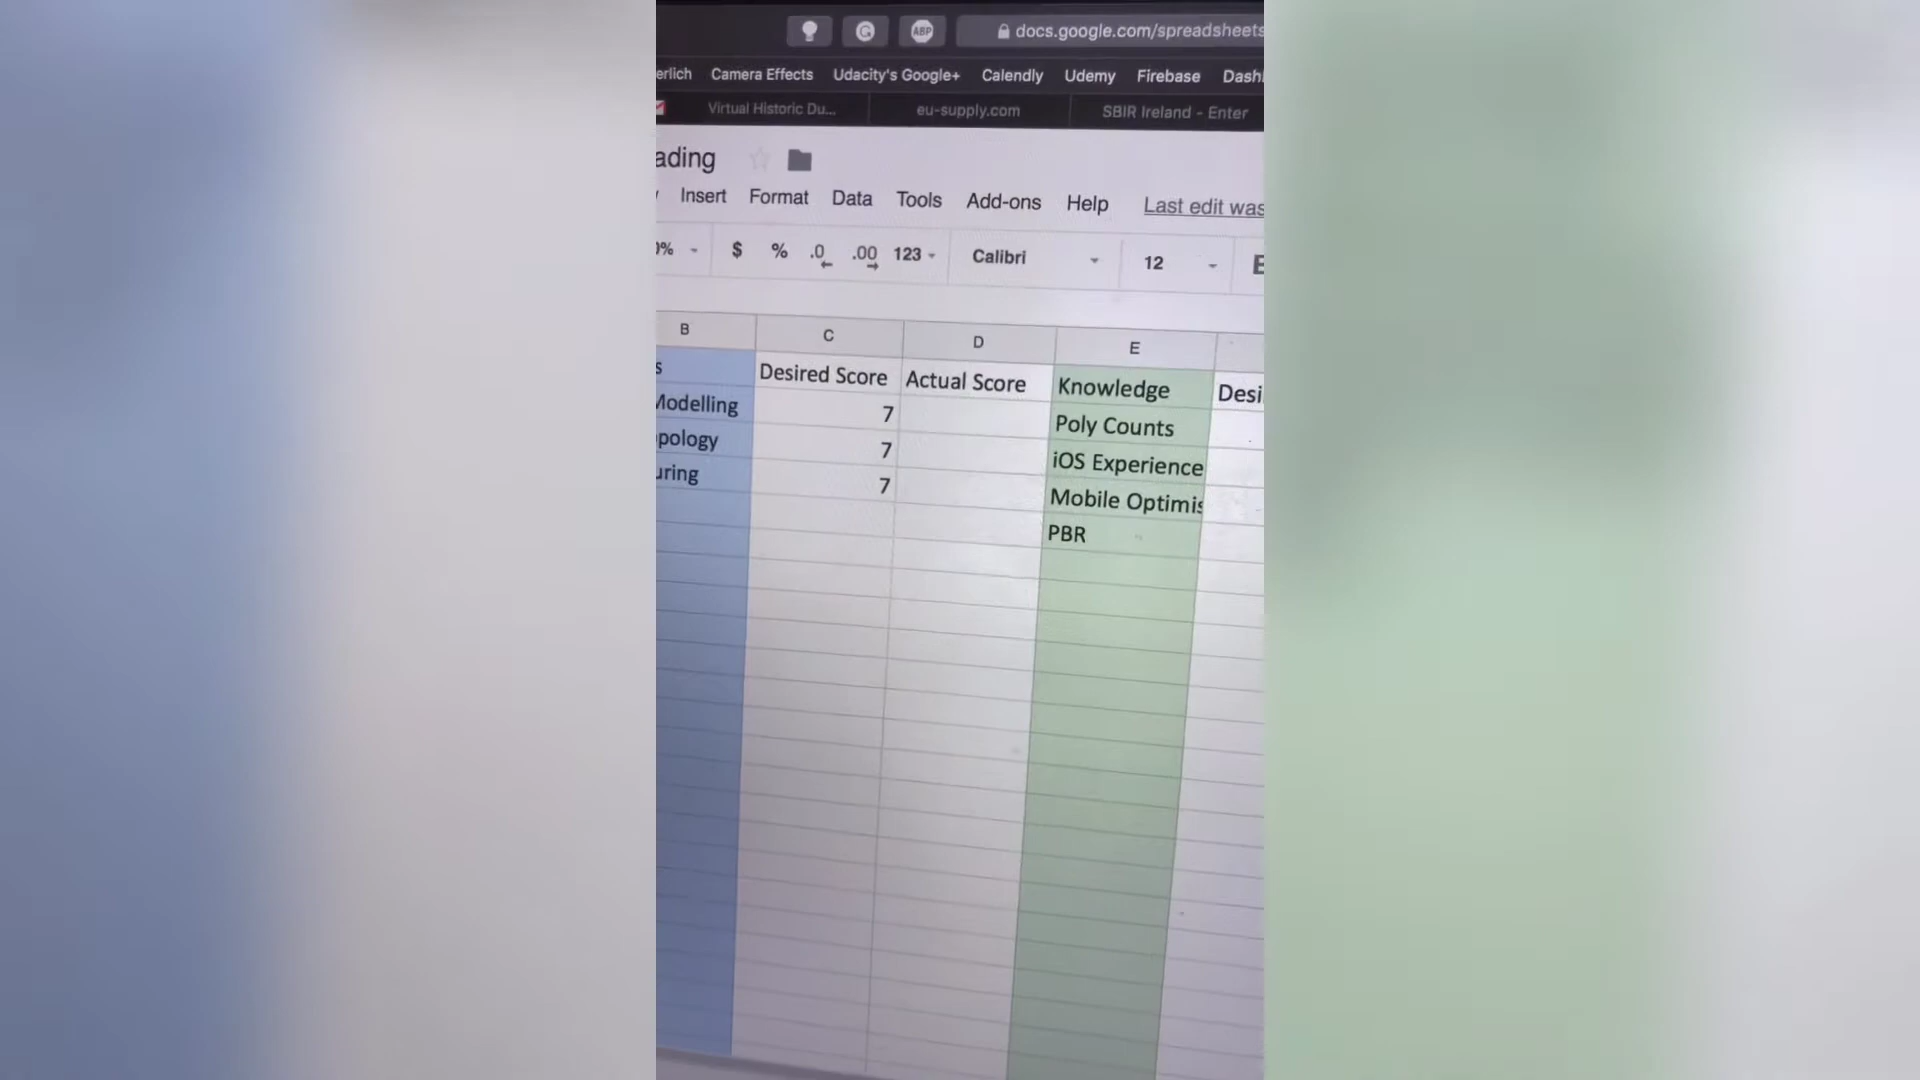 ABP docs.google.com/spreadsheets
erlich Camera Effects Udacity's Google+ Calendly Udemy Firebase Dash
Virtual Historic Du... eu-supply.com SBIR Ireland - Enter
ading
Insert Format Data Tools Add-ons Help Last edit was
0% $ % .0 .00 123 Calibri 12 B
B C D E
s Desired Score Actual Score Knowledge Desi
Modelling 7 Poly Counts
pology 7 iOS Experience
uring 7 Mobile Optimis
PBR